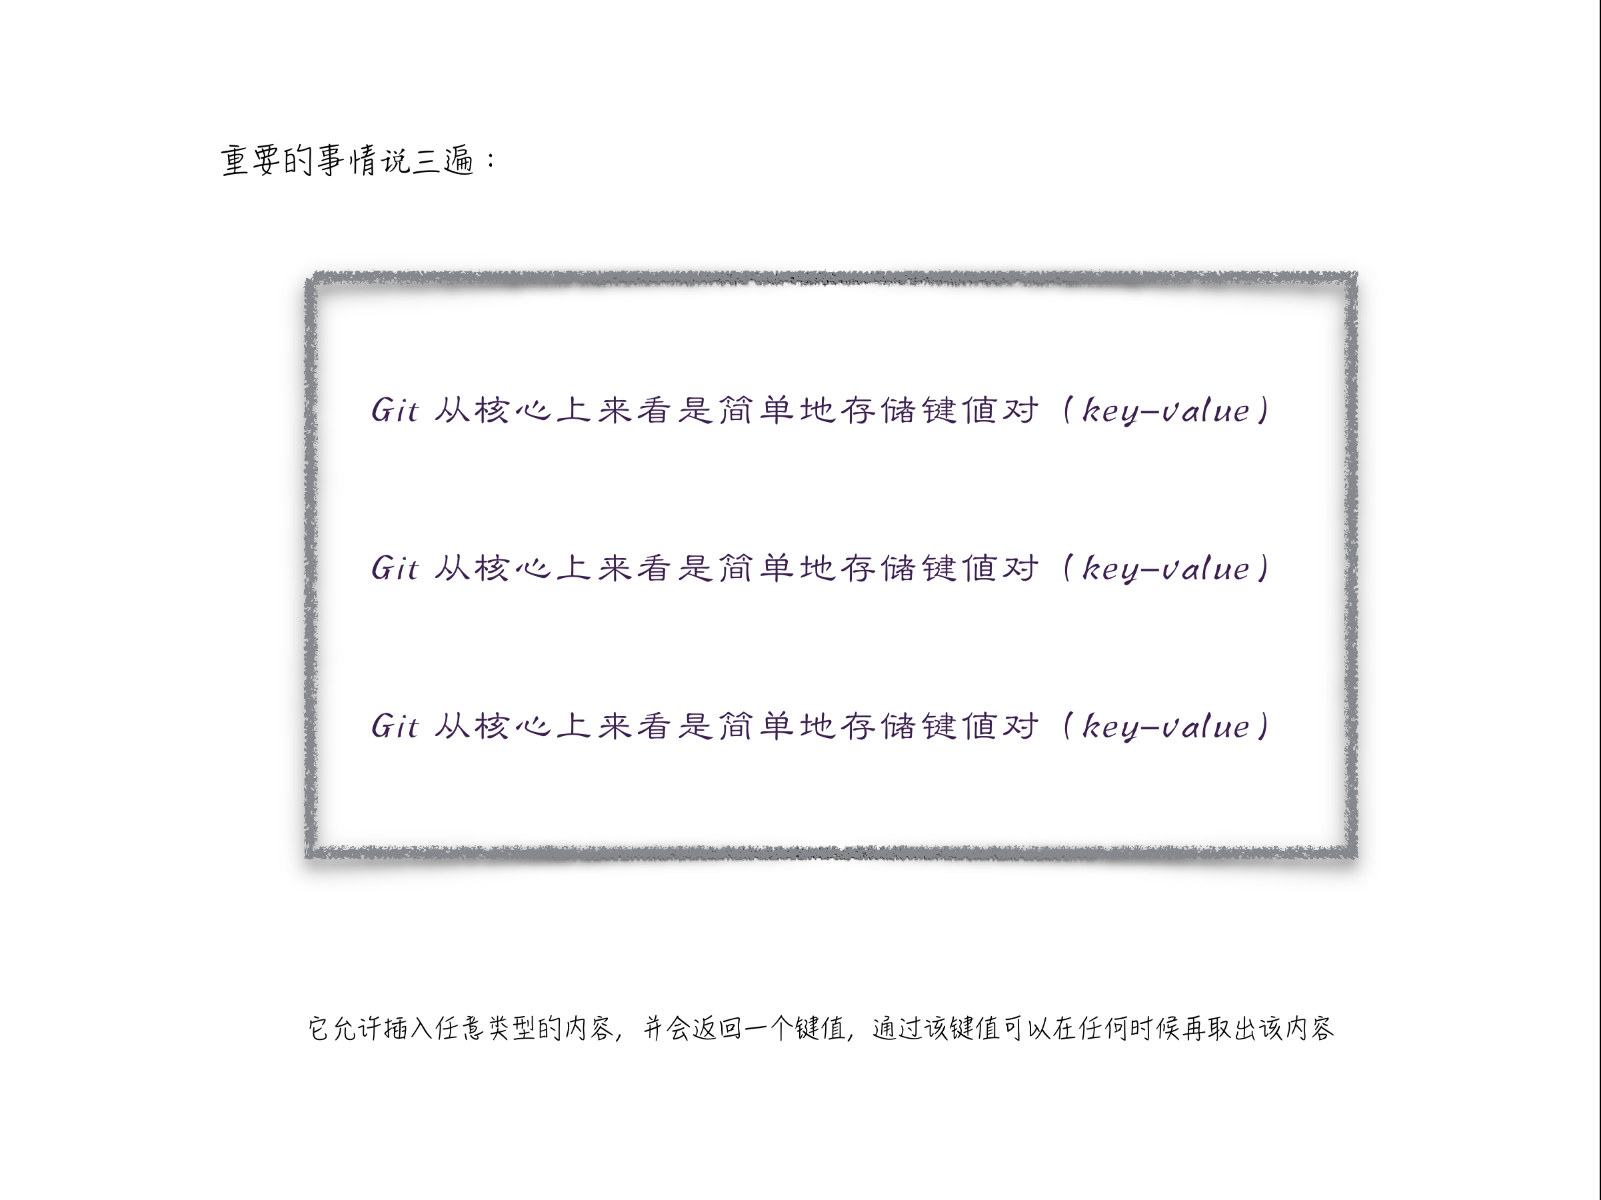 重要的事情说三遍：
Git 从核心上来看是简单地存储键值对（key-value）
Git 从核心上来看是简单地存储键值对（key-value）
Git 从核心上来看是简单地存储键值对（key-value）
它允许插入任意类型的内容，并会返回一个键值，通过该键值可以在任何时候再取出该内容